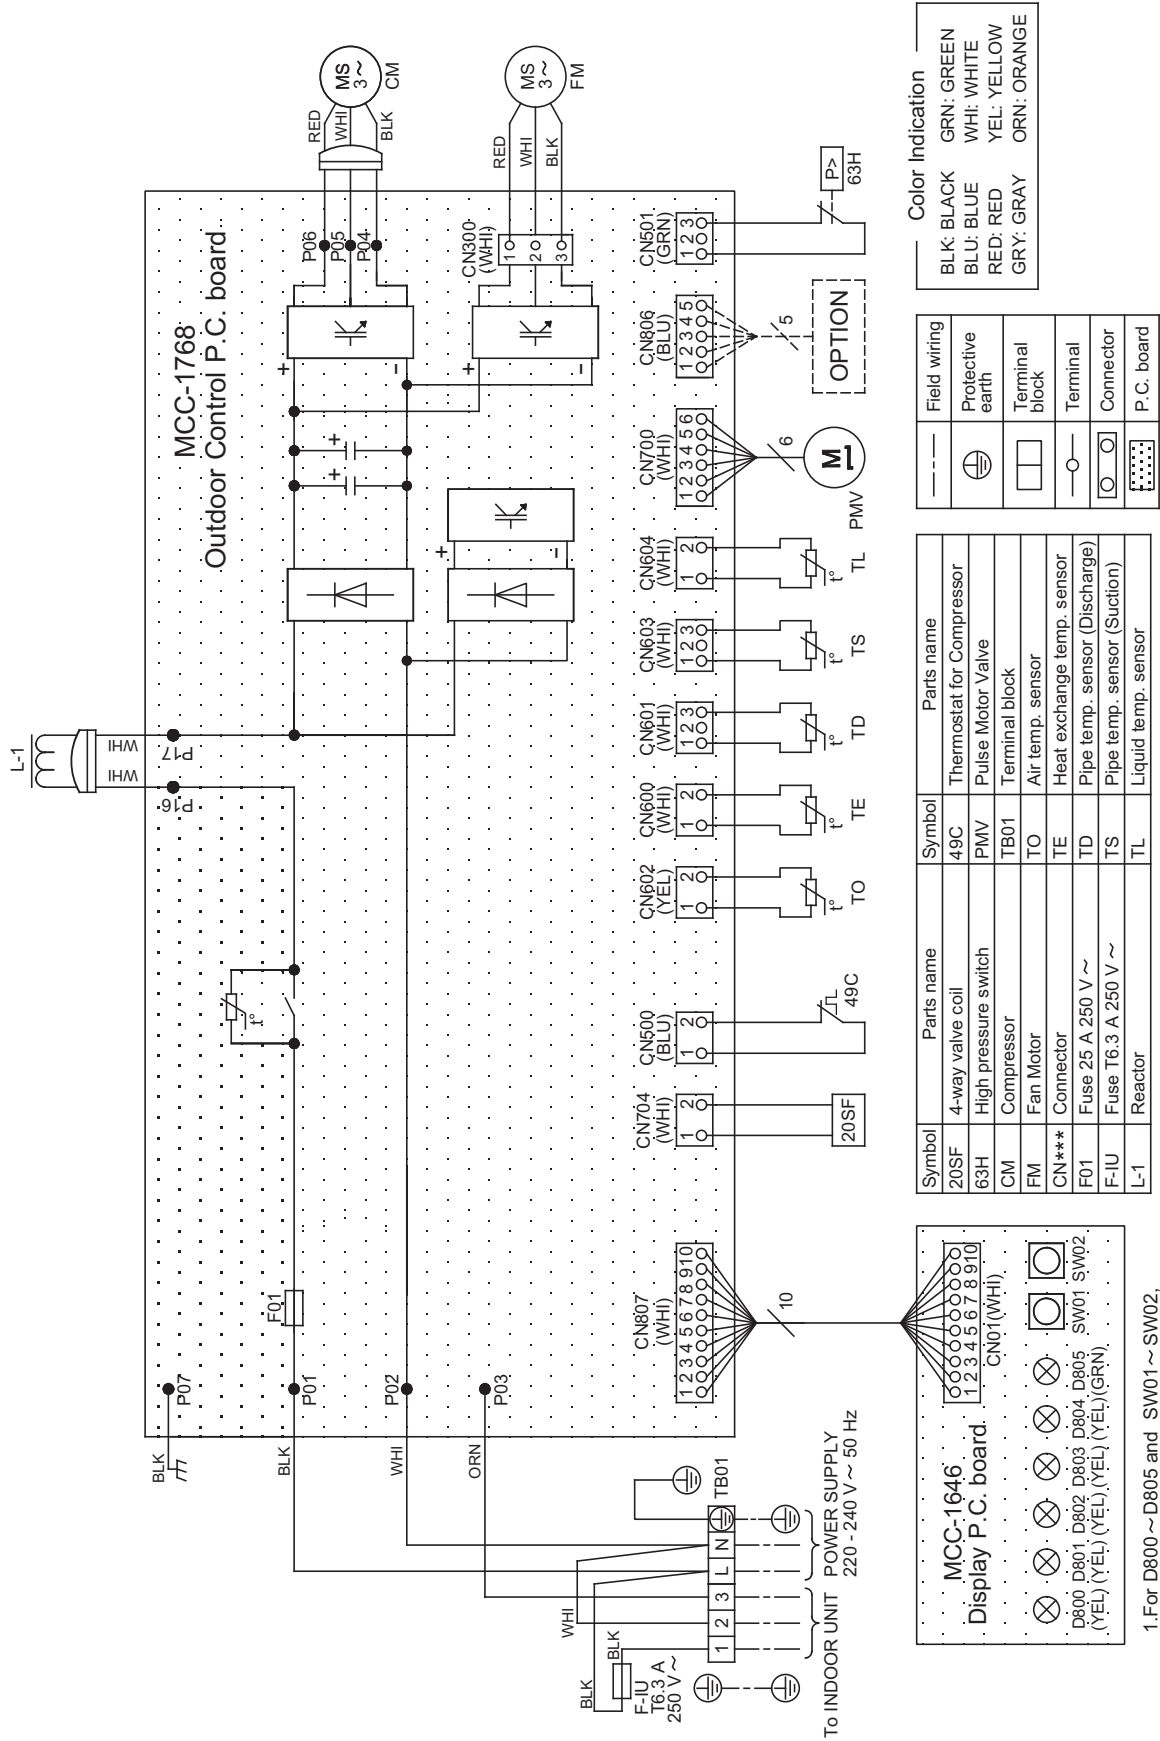 MCC-1768
Outdoor Control P.C. board
L-1
WHI
WHI
P16
P17
t°
F01
BLK
P07
BLK
P01
WHI
P02
ORN
P03
+
-
+
+
+
-
+
-
P06
P05
P04
RED
WHI
BLK
MS
3～
CM
CN300
(WHI)
1
2
3
RED
WHI
BLK
MS
3～
FM
CN807
(WHI)
1 2 3 4 5 6 7 8 9 10
10
CN704
(WHI)
1 2
20SF
CN500
(BLU)
1 2
49C
CN602
(YEL)
1 2
t°
TO
CN600
(WHI)
1 2
t°
TE
CN601
(WHI)
1 2 3
t°
TD
CN603
(WHI)
1 2 3
t°
TS
CN604
(WHI)
1 2
t°
TL
CN700
(WHI)
1 2 3 4 5 6
6
M
PMV
CN806
(BLU)
1 2 3 4 5
5
OPTION
CN501
(GRN)
1 2 3
P>
63H
BLK
BLK
F-IU
T6.3 A
250 V ～
WHI
1 2 3 L N
TB01
To INDOOR UNIT
POWER SUPPLY
220 - 240 V ～ 50 Hz
MCC-1646
Display P.C. board
1 2 3 4 5 6 7 8 9 10
CN01(WHI)
D800 D801 D802 D803 D804 D805 SW01 SW02
(YEL) (YEL) (YEL) (YEL) (YEL) (GRN)
1.For D800 ～ D805 and SW01 ～ SW02,
Symbol Parts name Symbol Parts name
20SF 4-way valve coil 49C Thermostat for Compressor
63H High pressure switch PMV Pulse Motor Valve
CM Compressor TB01 Terminal block
FM Fan Motor TO Air temp. sensor
CN*** Connector TE Heat exchange temp. sensor
F01 Fuse 25 A 250 V ～ TD Pipe temp. sensor (Discharge)
F-IU Fuse T6.3 A 250 V ～ TS Pipe temp. sensor (Suction)
L-1 Reactor TL Liquid temp. sensor
Field wiring
Protective
earth
Terminal
block
Terminal
Connector
P.C. board
Color Indication
BLK: BLACK GRN: GREEN
BLU: BLUE WHI: WHITE
RED: RED YEL: YELLOW
GRY: GRAY ORN: ORANGE